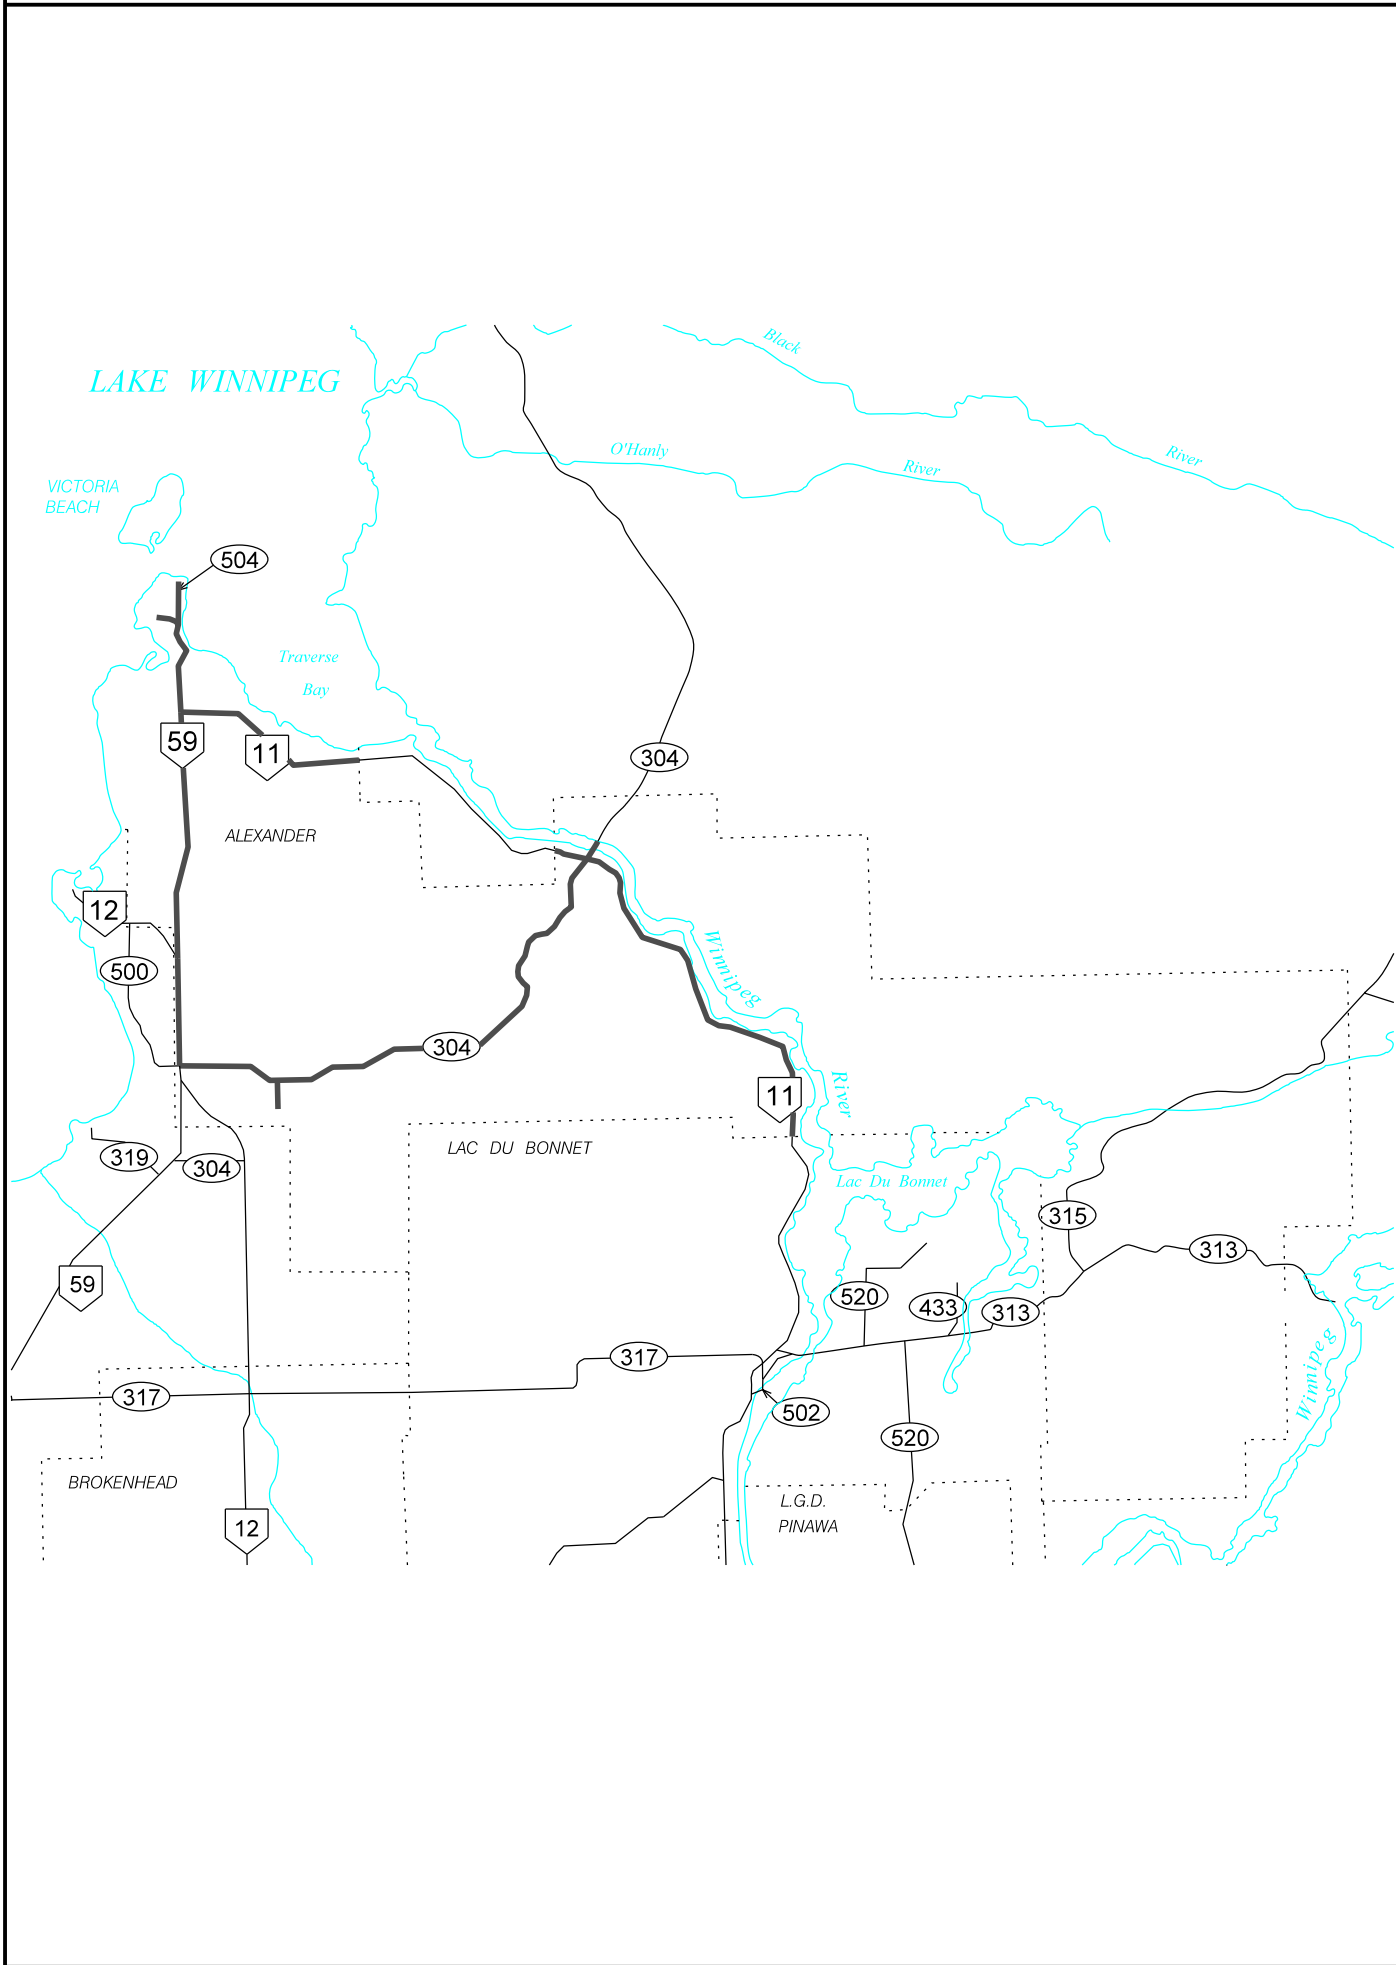 Black
LAKE WINNIPEG
O'Hanly
River
River
VICTORIA
BEACH
504
Traverse
Bay
59
11
304
ALEXANDER
12
Winnipeg
500
304
11
River
LAC DU BONNET
319
304
Lac Du Bonnet
315
313
59
520
433
313
317
Winnipeg
317
502
520
BROKENHEAD
L.G.D.
PINAWA
12